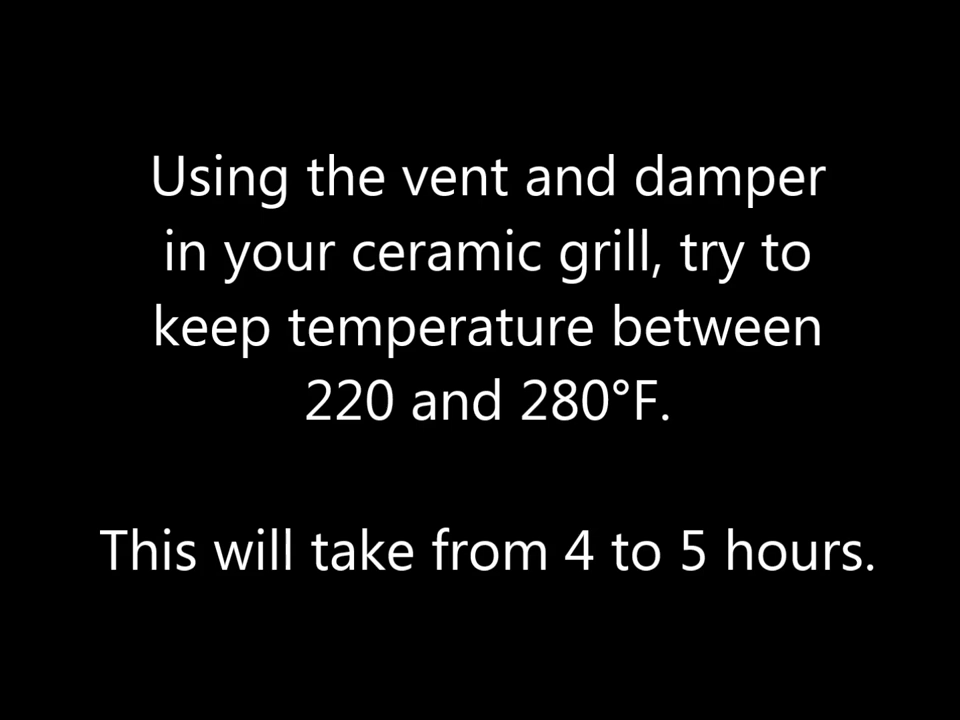 Using the vent and damper
in your ceramic grill, try to
keep temperature between
220 and 280°F.
This will take from 4 to 5 hours.